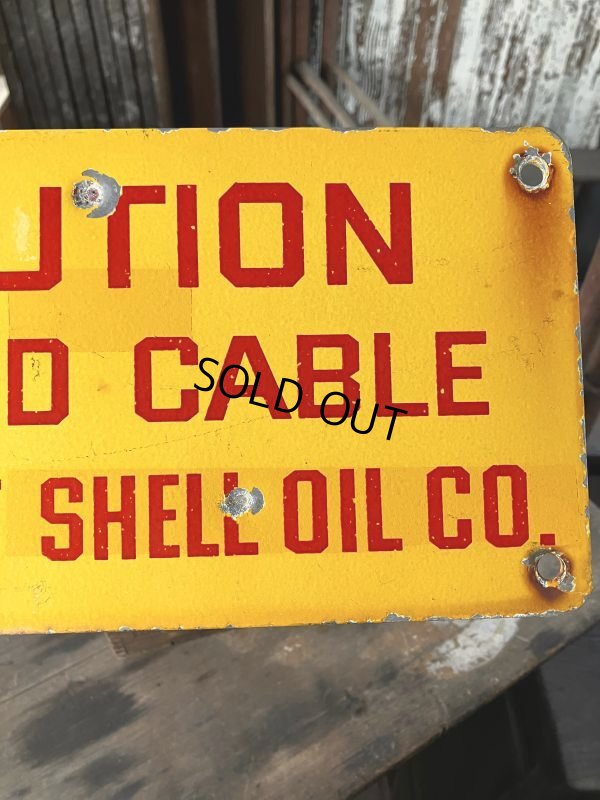 UTION
D CABLE
SHELL OIL CO.
SOLD OUT